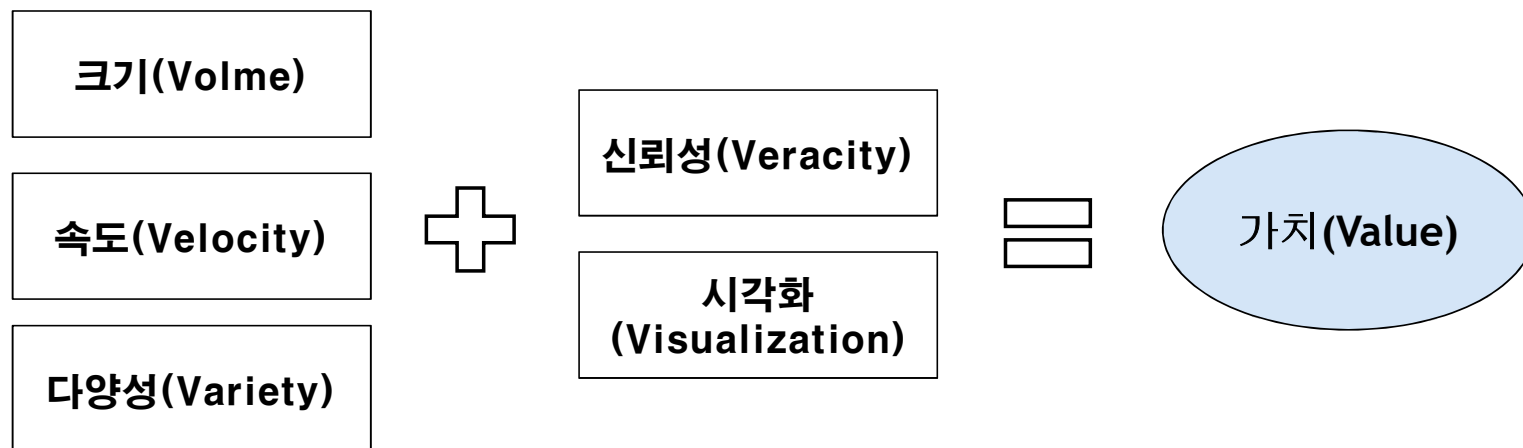 크기(Volme)
속도(Velocity)
다양성(Variety)
신뢰성(Veracity)
시각화
(Visualization)
가치(Value)